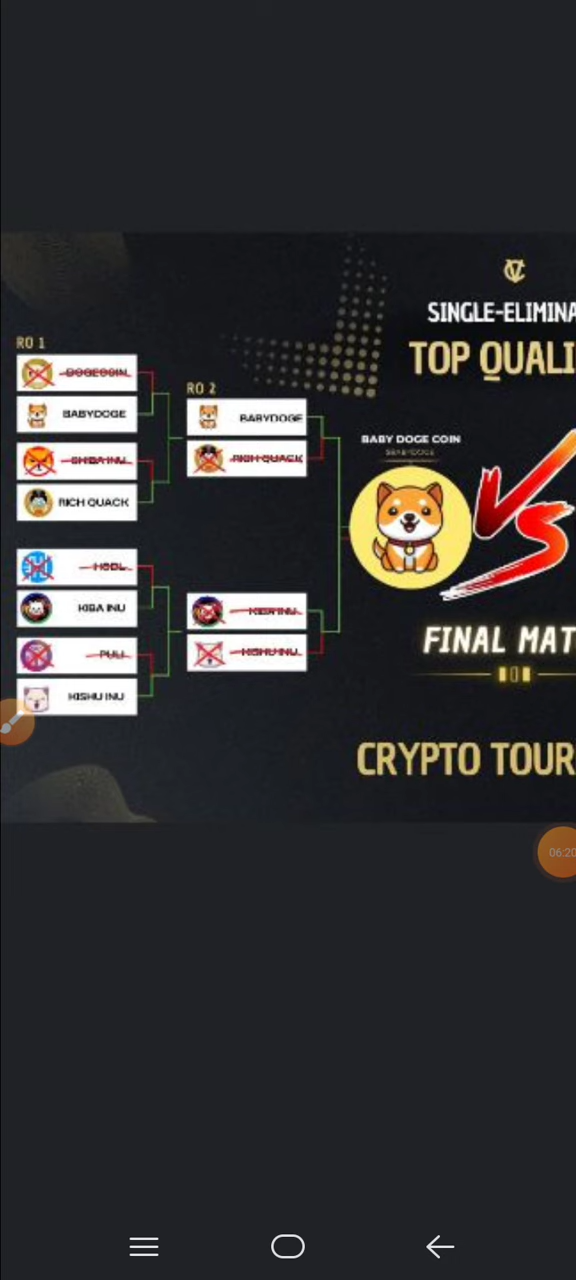 SINGLE-ELIMINA
TOP QUALI
RO 1
DOGECOIN
BABYDOGE
SHIBA INU
RICH QUACK
HODL
KIBA INU
PULI
KISHU INU
RO 2
BABYDOGE
RICH QUACK
KIBA INU
KISHU INU
BABY DOGE COIN
$BABYDOGE
VS
FINAL MAT
CRYPTO TOUR
06:20